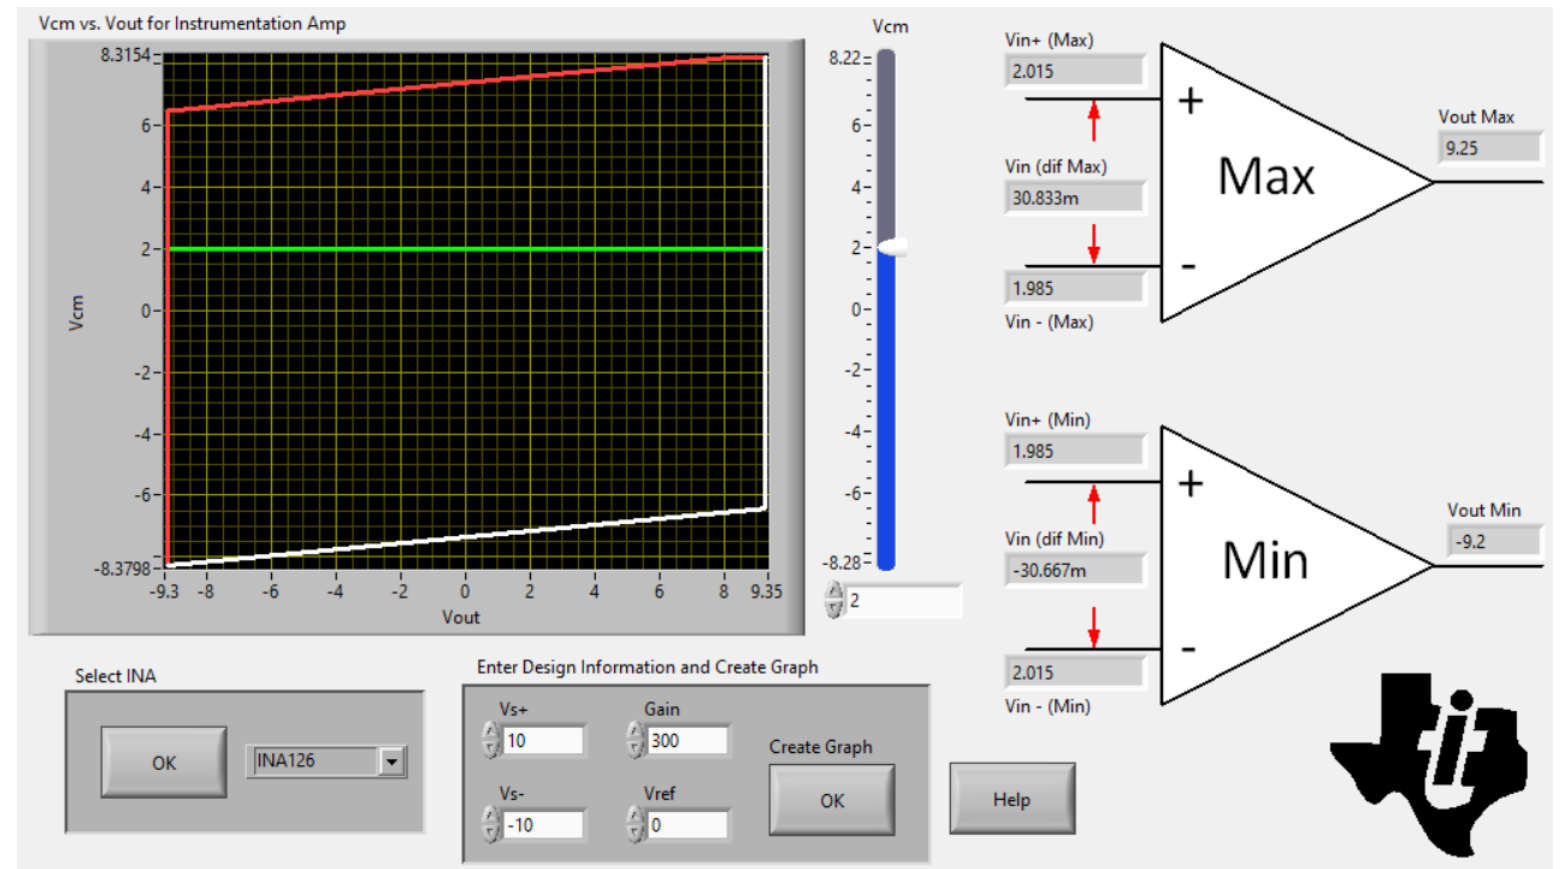 Vcm vs. Vout for Instrumentation Amp
8.3154
6
4
2
0
-2
-4
-6
-8.3798
Vcm
-9.3 -8 -6 -4 -2 0 2 4 6 8 9.35
Vout
Vcm
8.22
6
4
2
0
-2
-4
-6
-8.28
2
Vin+ (Max)
2.015
+
Vin (dif Max)
30.833m
Max
-
1.985
Vin - (Max)
Vout Max
9.25
Vin+ (Min)
1.985
+
Vin (dif Min)
-30.667m
Min
-
2.015
Vin - (Min)
Vout Min
-9.2
Select INA
OK
INA126
Enter Design Information and Create Graph
Vs+
10
Gain
300
Vs-
-10
Vref
0
Create Graph
OK
Help
ti